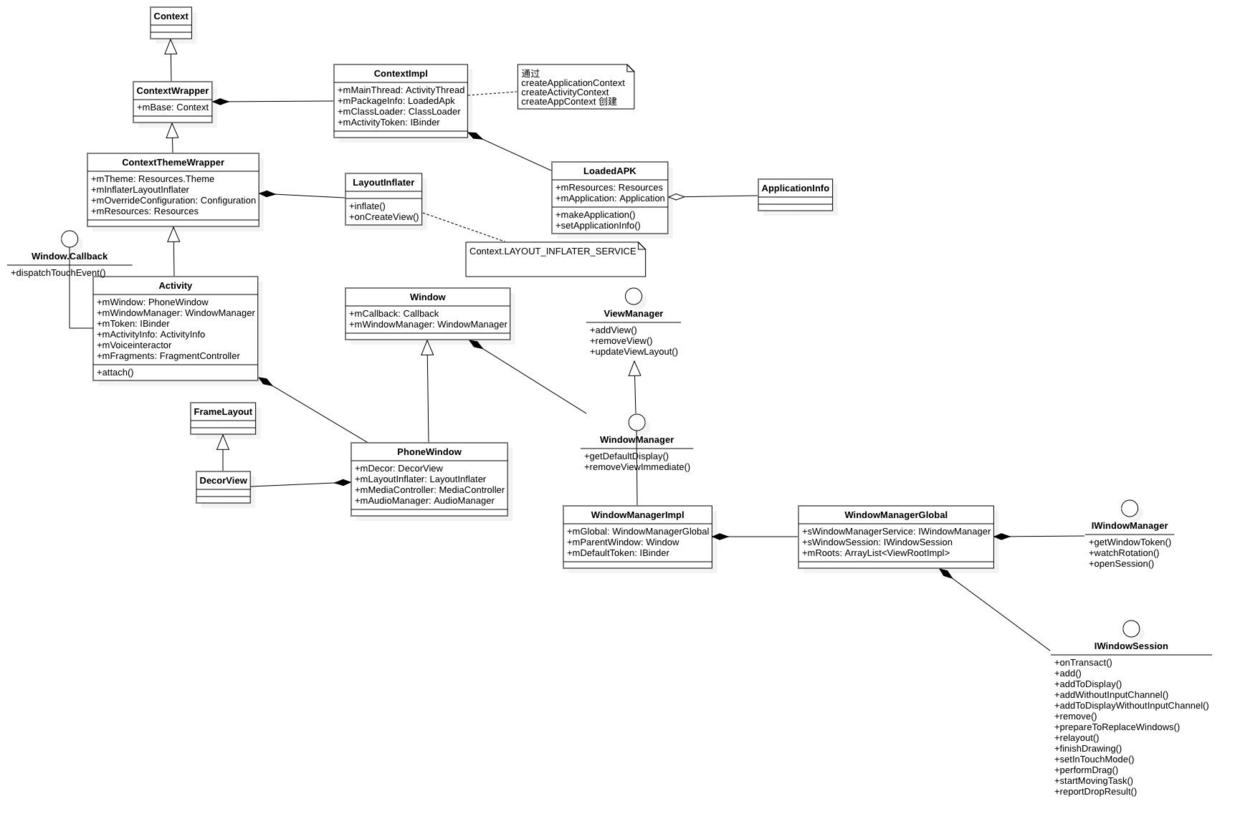 Context
ContextWrapper
+mBase: Context
ContextImpl
+mMainThread: ActivityThread
+mPackageInfo: LoadedApk
+mClassLoader: ClassLoader
+mActivityToken: IBinder
通过
createApplicationContext
createActivityContext
createAppContext 创建
ContextThemeWrapper
+mTheme: Resources.Theme
+mInflaterLayoutInflater
+mOverrideConfiguration: Configuration
+mResources: Resources
LayoutInflater
+inflate()
+onCreateView()
LoadedAPK
+mResources: Resources
+mApplication: Application
+makeApplication()
+setApplicationInfo()
ApplicationInfo
Context.LAYOUT_INFLATER_SERVICE
Window.Callback
+dispatchTouchEvent()
Activity
+mWindow: PhoneWindow
+mWindowManager: WindowManager
+mToken: IBinder
+mActivityInfo: ActivityInfo
+mVoiceinteractor
+mFragments: FragmentController
+attach()
Window
+mCallback: Callback
+mWindowManager: WindowManager
ViewManager
+addView()
+removeView()
+updateViewLayout()
FrameLayout
DecorView
PhoneWindow
+mDecor: DecorView
+mLayoutInflater: LayoutInflater
+mMediaController: MediaController
+mAudioManager: AudioManager
WindowManager
+getDefaultDisplay()
+removeViewImmediate()
WindowManagerImpl
+mGlobal: WindowManagerGlobal
+mParentWindow: Window
+mDefaultToken: IBinder
WindowManagerGlobal
+sWindowManagerService: IWindowManager
+sWindowSession: IWindowSession
+mRoots: ArrayList<ViewRootImpl>
IWindowManager
+getWindowToken()
+watchRotation()
+openSession()
IWindowSession
+onTransact()
+add()
+addToDisplay()
+addWithoutInputChannel()
+addToDisplayWithoutInputChannel()
+remove()
+prepareToReplaceWindows()
+relayout()
+finishDrawing()
+setInTouchMode()
+performDrag()
+startMovingTask()
+reportDropResult()